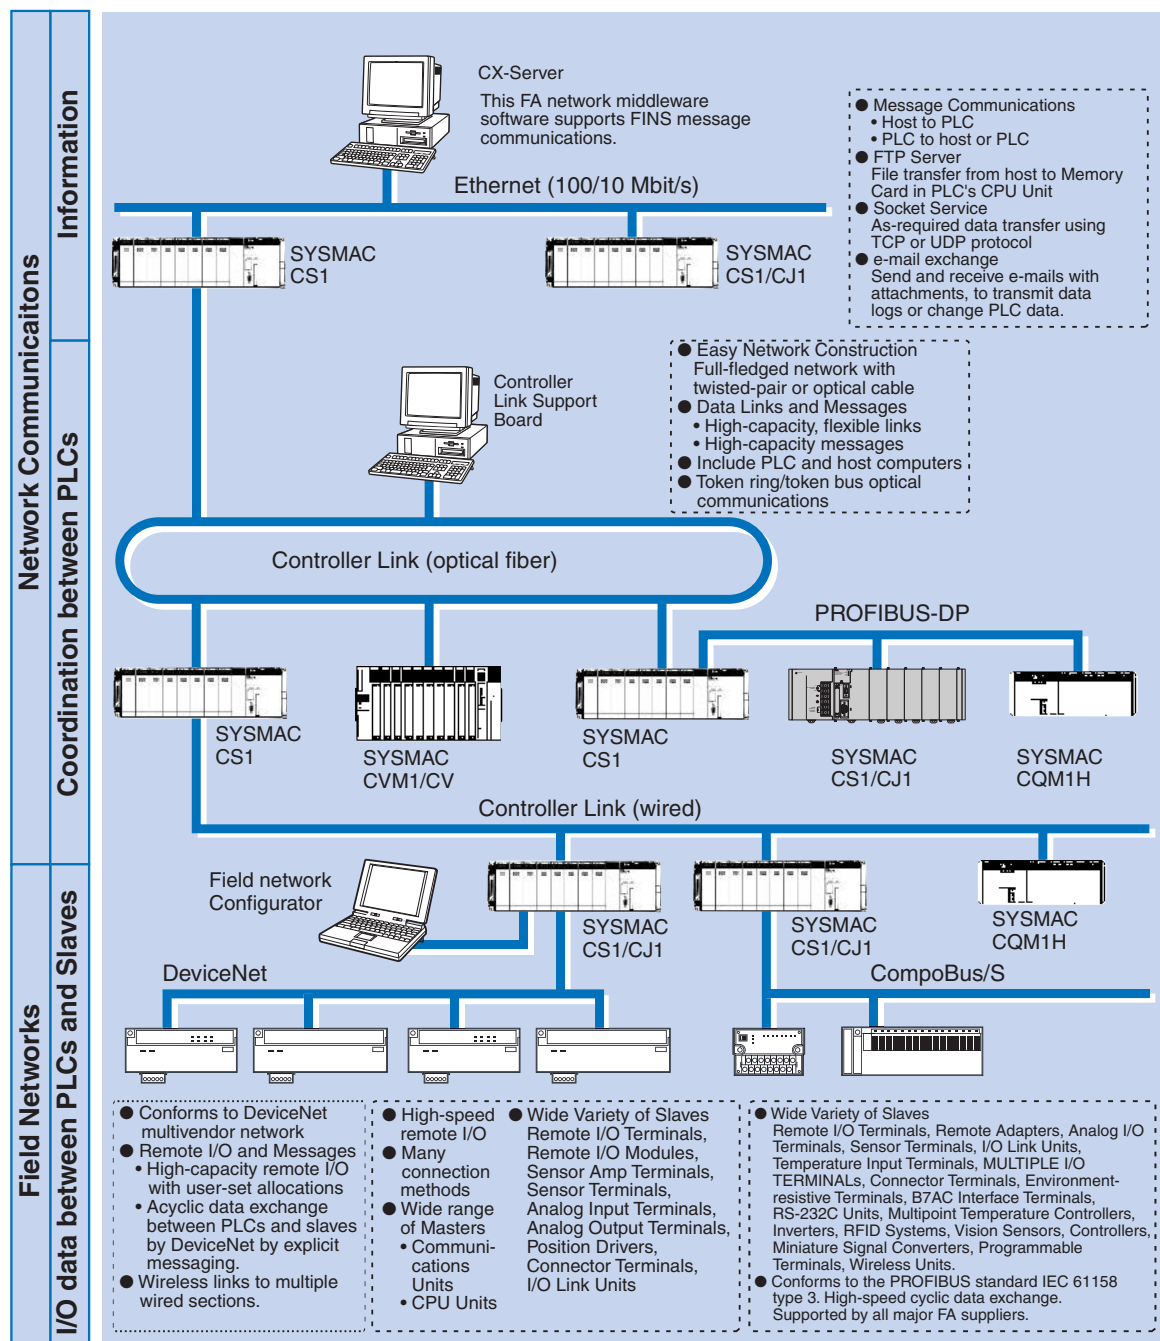 Network Communicaitons
Information
Coordination between PLCs
Field Networks
I/O data between PLCs and Slaves
CX-Server
This FA network middleware
software supports FINS message
communications.
Ethernet (100/10 Mbit/s)
● Message Communications
• Host to PLC
• PLC to host or PLC
● FTP Server
File transfer from host to Memory
Card in PLC's CPU Unit
● Socket Service
As-required data transfer using
TCP or UDP protocol
● e-mail exchange
Send and receive e-mails with
attachments, to transmit data
logs or change PLC data.
SYSMAC
CS1
SYSMAC
CS1/CJ1
Controller
Link Support
Board
● Easy Network Construction
Full-fledged network with
twisted-pair or optical cable
● Data Links and Messages
• High-capacity, flexible links
• High-capacity messages
● Include PLC and host computers
● Token ring/token bus optical
communications
Controller Link (optical fiber)
PROFIBUS-DP
SYSMAC
CS1
SYSMAC
CVM1/CV
SYSMAC
CS1
SYSMAC
CS1/CJ1
SYSMAC
CQM1H
Controller Link (wired)
Field network
Configurator
SYSMAC
CS1/CJ1
SYSMAC
CS1/CJ1
SYSMAC
CQM1H
DeviceNet
CompoBus/S
● Conforms to DeviceNet
multivendor network
● Remote I/O and Messages
• High-capacity remote I/O
with user-set allocations
• Acyclic data exchange
between PLCs and slaves
by DeviceNet by explicit
messaging.
● Wireless links to multiple
wired sections.
● High-speed
remote I/O
● Many
connection
methods
● Wide range
of Masters
• Communi-
cations
Units
• CPU Units
● Wide Variety of Slaves
Remote I/O Terminals,
Remote I/O Modules,
Sensor Amp Terminals,
Sensor Terminals,
Analog Input Terminals,
Analog Output Terminals,
Position Drivers,
Connector Terminals,
I/O Link Units
● Wide Variety of Slaves
Remote I/O Terminals, Remote Adapters, Analog I/O
Terminals, Sensor Terminals, I/O Link Units,
Temperature Input Terminals, MULTIPLE I/O
TERMINALs, Connector Terminals, Environment-
resistive Terminals, B7AC Interface Terminals,
RS-232C Units, Multipoint Temperature Controllers,
Inverters, RFID Systems, Vision Sensors, Controllers,
Miniature Signal Converters, Programmable
Terminals, Wireless Units.
● Conforms to the PROFIBUS standard IEC 61158
type 3. High-speed cyclic data exchange.
Supported by all major FA suppliers.